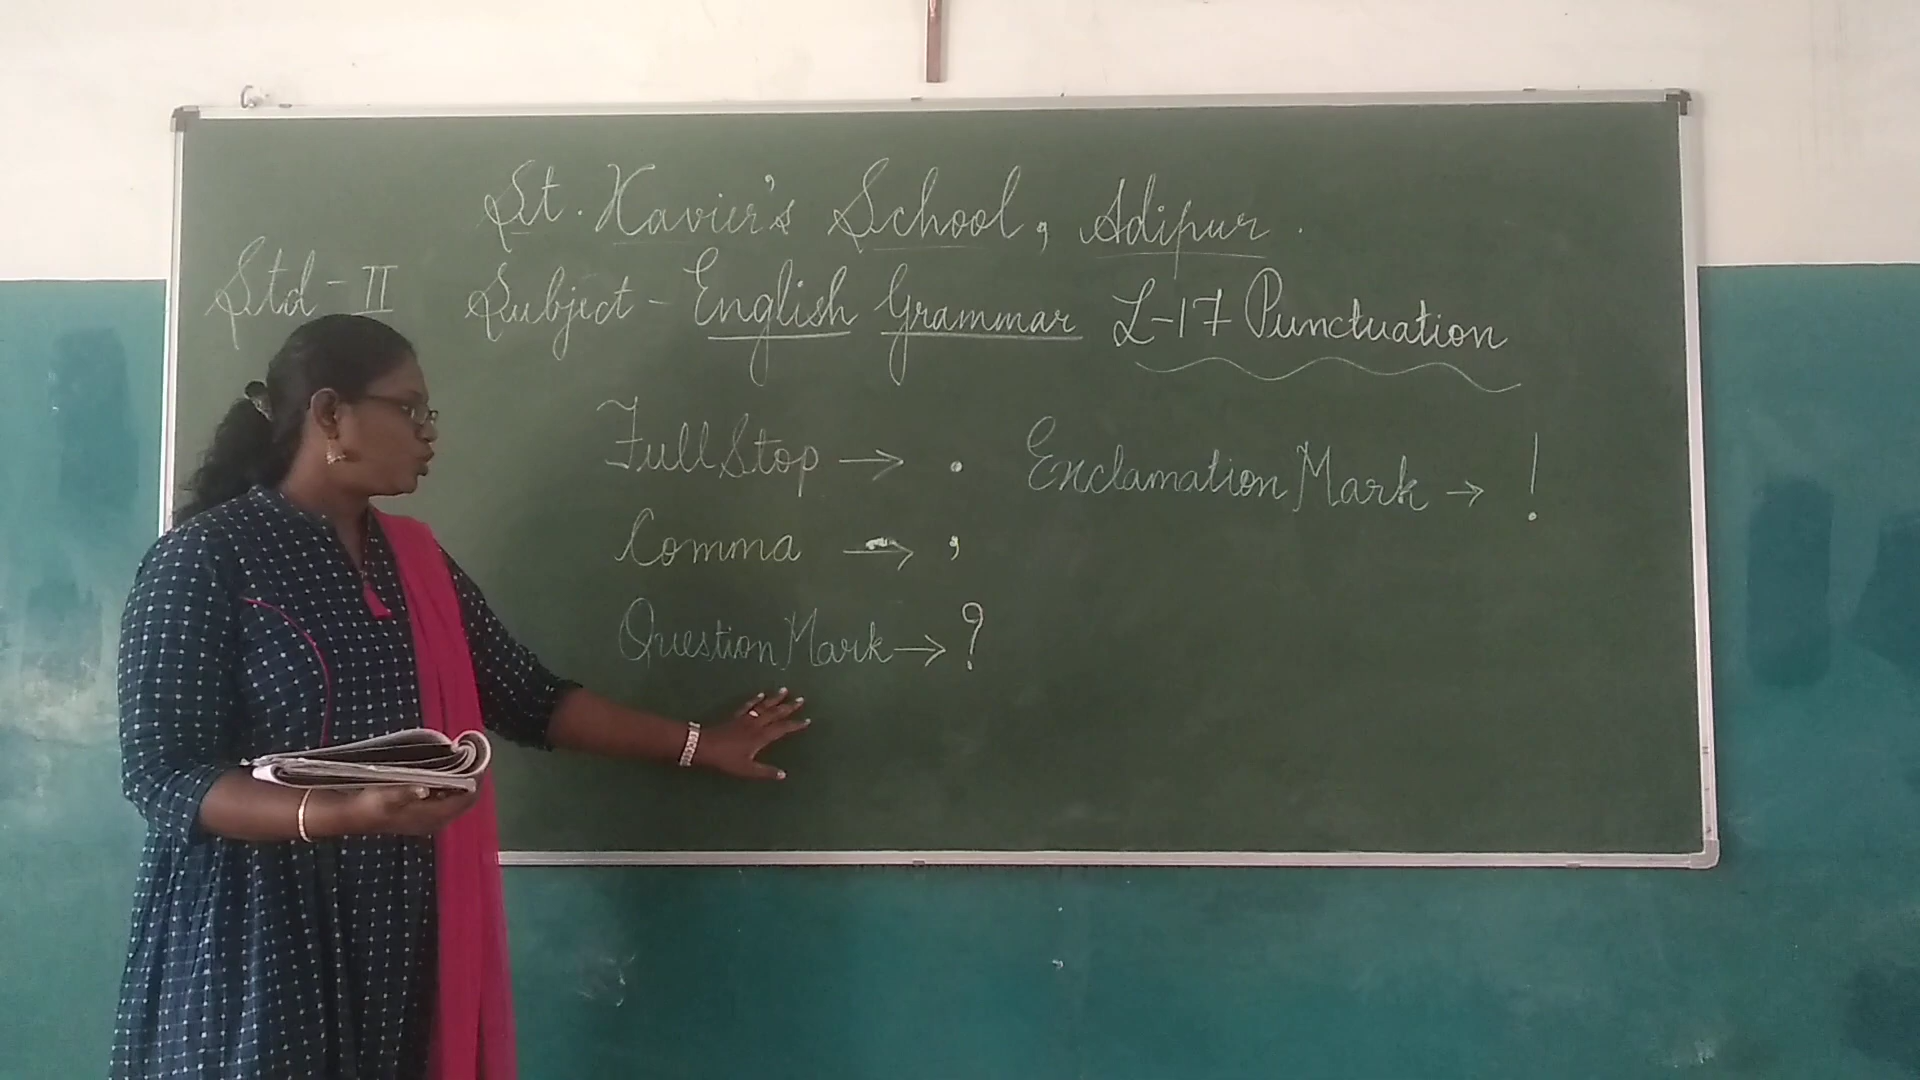 St. Xavier's School, Adipur.
Std-II Subject - English Grammar L-17 Punctuation
Full Stop → . Exclamation Mark → !
Comma → ,
Question Mark → ?